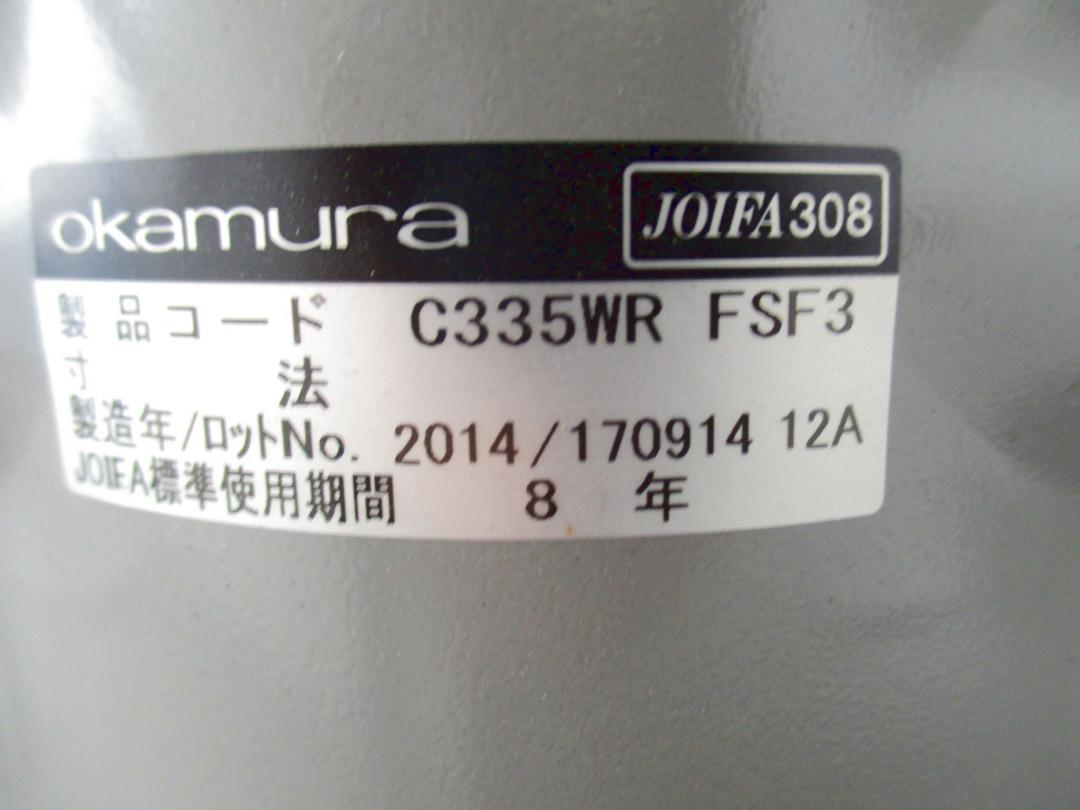 okamura JOIFA308
製品コード C335WR FSF3
寸法
製造年/ロットNo. 2014/170914 12A
JOIFA標準使用期間 8 年